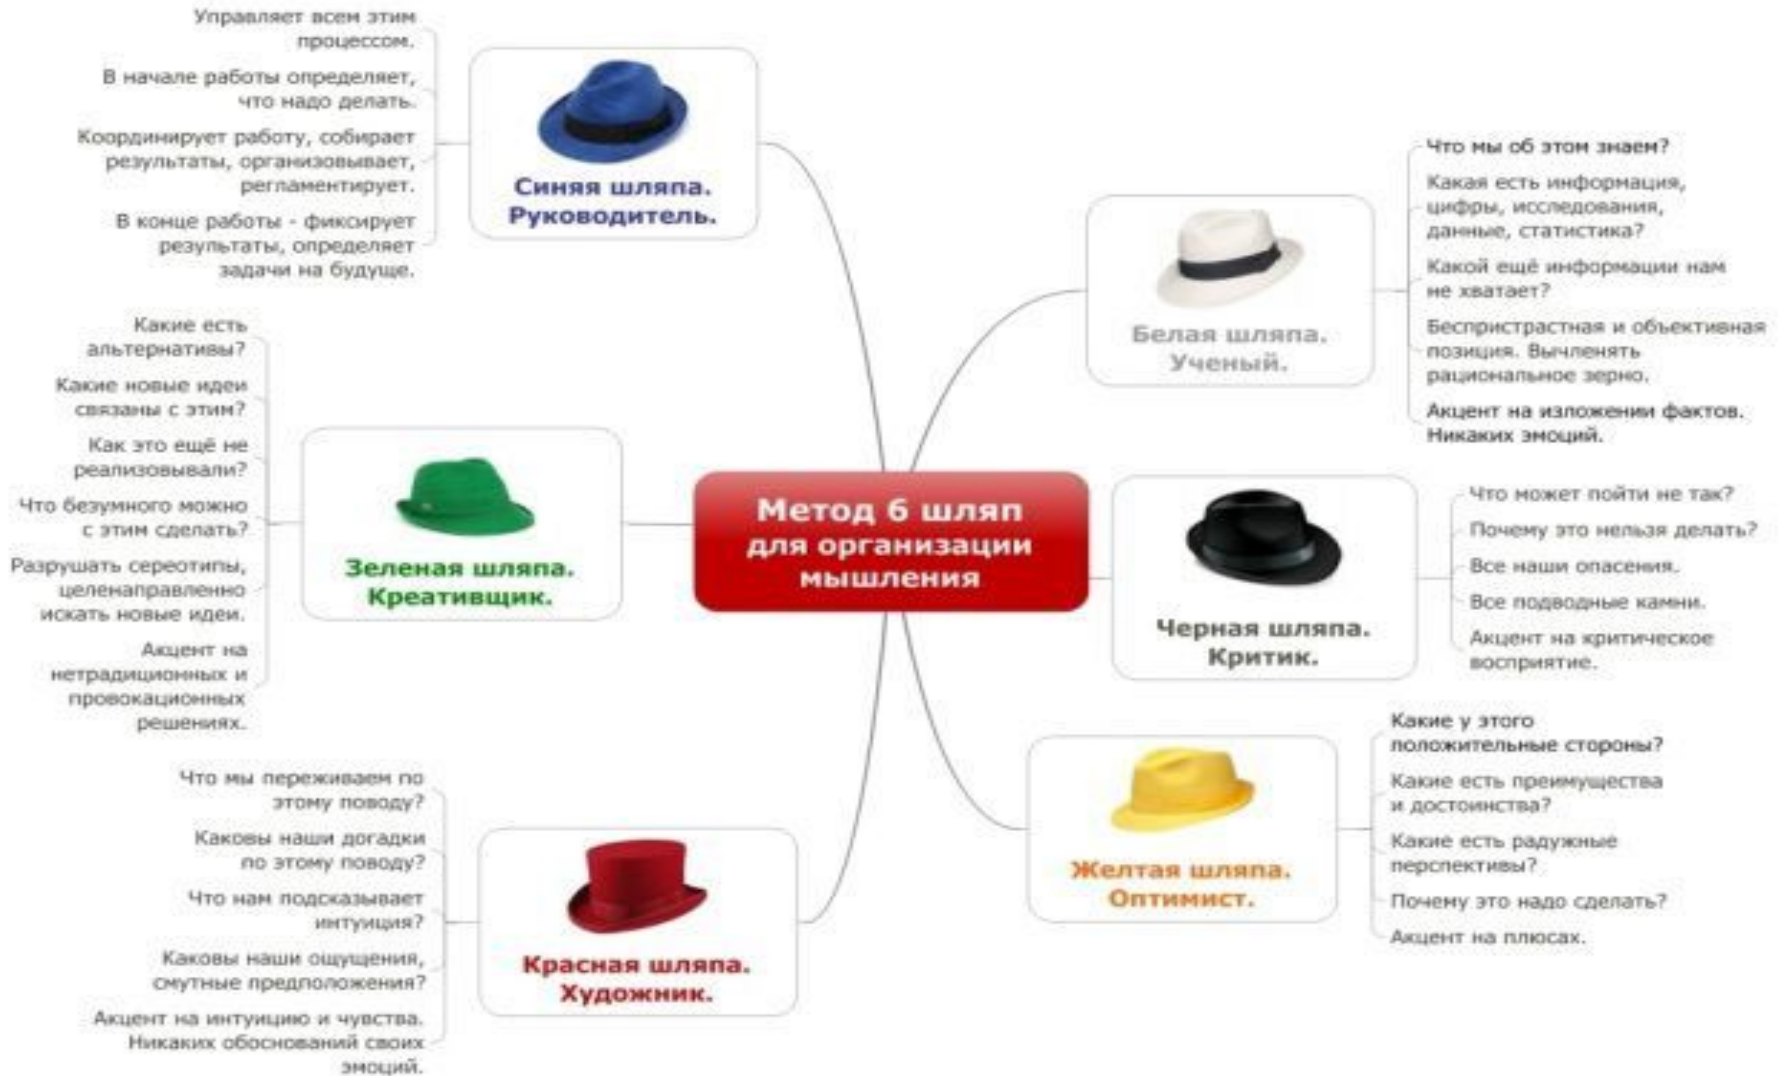 Управляет всем этим
процессом.
В начале работы определяет,
что надо делать.
Координирует работу, собирает
результаты, организовывает,
регламентирует.
В конце работы - фиксирует
результаты, определяет
задачи на будуще.
Синяя шляпа.
Руководитель.
Какие есть
альтернативы?
Какие новые идеи
связаны с этим?
Как это ещё не
реализовывали?
Что безумного можно
с этим сделать?
Разрушать сереотипы,
целенаправленно
искать новые идеи.
Акцент на
нетрадиционных и
провокационных
решениях.
Зеленая шляпа.
Креативщик.
Что мы переживаем по
этому поводу?
Каковы наши догадки
по этому поводу?
Что нам подсказывает
интуиция?
Каковы наши ощущения,
смутные предположения?
Акцент на интуицию и чувства.
Никаких обоснований своих
эмоций.
Красная шляпа.
Художник.
Метод 6 шляп
для организации
мышления
Белая шляпа.
Ученый.
Что мы об этом знаем?
Какая есть информация,
цифры, исследования,
данные, статистика?
Какой ещё информации нам
не хватает?
Беспристрастная и объективная
позиция. Вычленять
рациональное зерно.
Акцент на изложении фактов.
Никаких эмоций.
Черная шляпа.
Критик.
Что может пойти не так?
Почему это нельзя делать?
Все наши опасения.
Все подводные камни.
Акцент на критическое
восприятие.
Желтая шляпа.
Оптимист.
Какие у этого
положительные стороны?
Какие есть преимущества
и достоинства?
Какие есть радужные
перспективы?
Почему это надо сделать?
Акцент на плюсах.